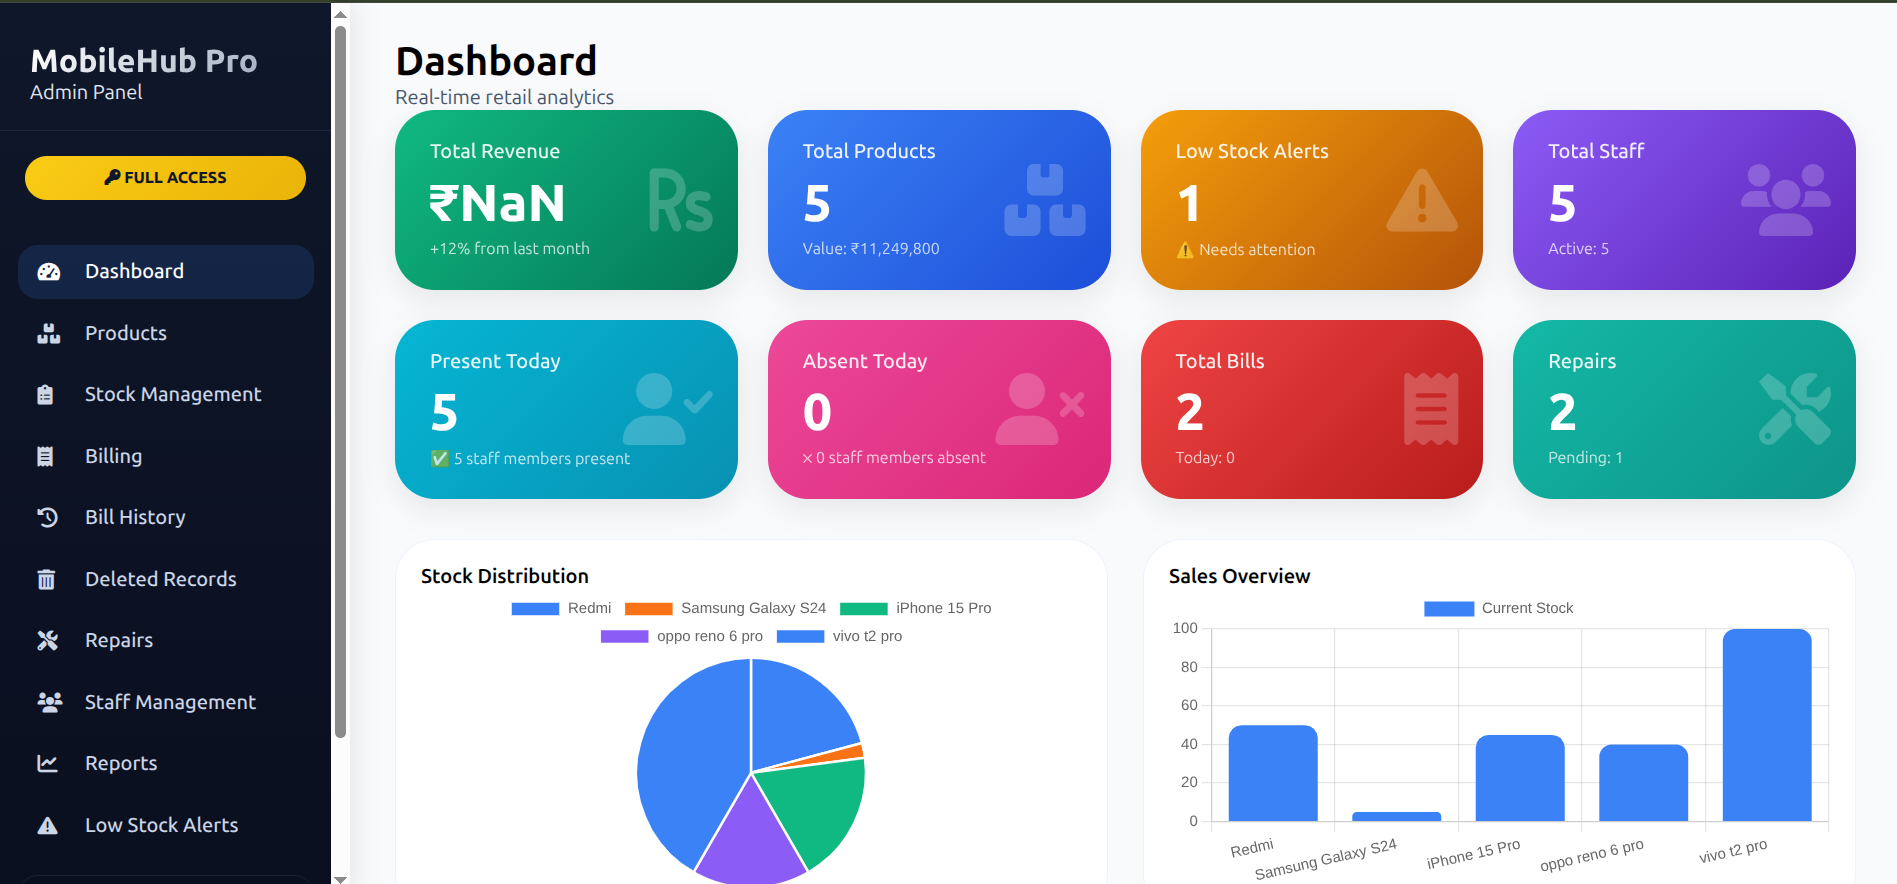 MobileHub Pro
Admin Panel
FULL ACCESS
Dashboard
Products
Stock Management
Billing
Bill History
Deleted Records
Repairs
Staff Management
Reports
Low Stock Alerts
Dashboard
Real-time retail analytics
Total Revenue
₹NaN
+12% from last month
Rs
Total Products
5
Value: ₹11,249,800
Low Stock Alerts
1
⚠️ Needs attention
Total Staff
5
Active: 5
Present Today
5
✅ 5 staff members present
Absent Today
0
× 0 staff members absent
Total Bills
2
Today: 0
Repairs
2
Pending: 1
Stock Distribution
Redmi Samsung Galaxy S24 iPhone 15 Pro
oppo reno 6 pro vivo t2 pro
Sales Overview
Current Stock
100
80
60
40
20
0
Redmi
Samsung Galaxy S24
iPhone 15 Pro
oppo reno 6 pro
vivo t2 pro